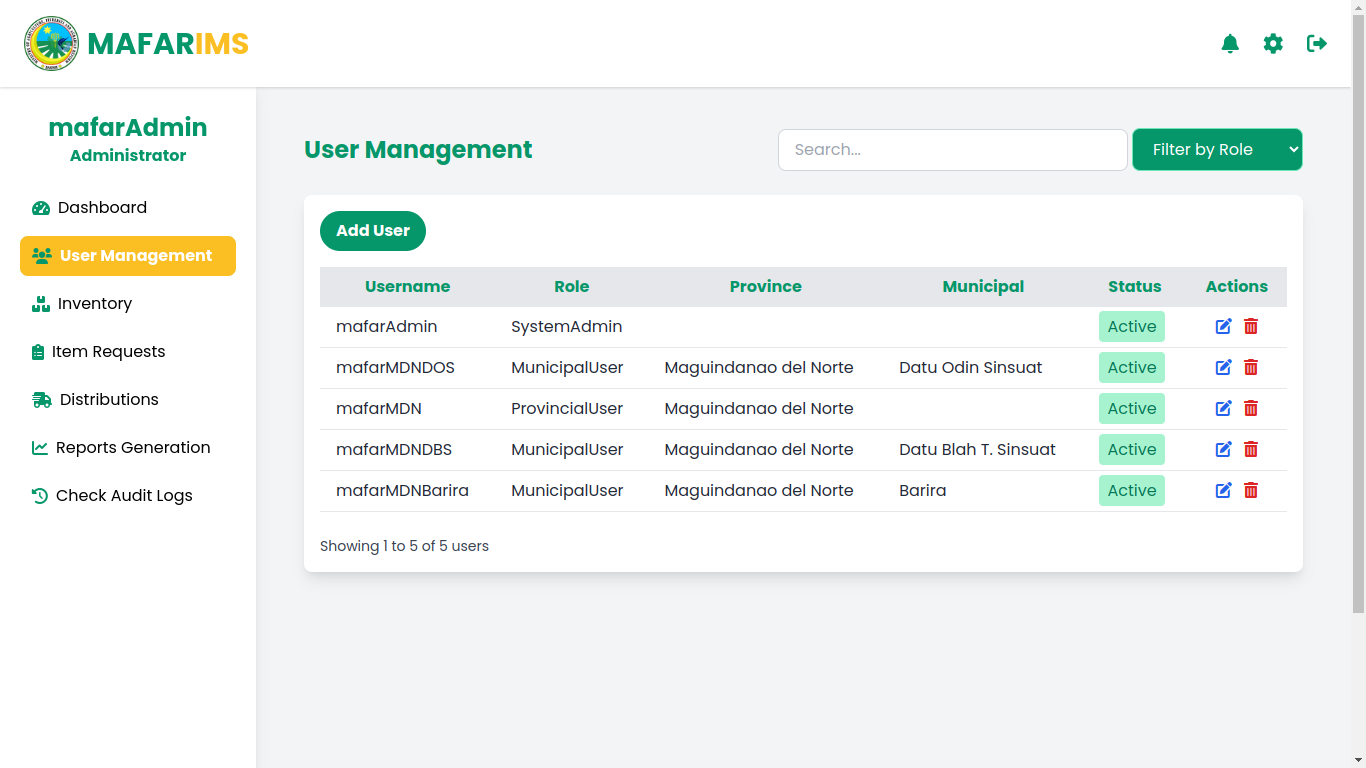 MAFARIMS
mafarAdmin
Administrator
Dashboard
User Management
Inventory
Item Requests
Distributions
Reports Generation
Check Audit Logs
User Management
Search...
Filter by Role
Add User
Username Role Province Municipal Status Actions
mafarAdmin SystemAdmin Active
mafarMDNDOS MunicipalUser Maguindanao del Norte Datu Odin Sinsuat Active
mafarMDN ProvincialUser Maguindanao del Norte Active
mafarMDNDBS MunicipalUser Maguindanao del Norte Datu Blah T. Sinsuat Active
mafarMDNBarira MunicipalUser Maguindanao del Norte Barira Active
Showing 1 to 5 of 5 users